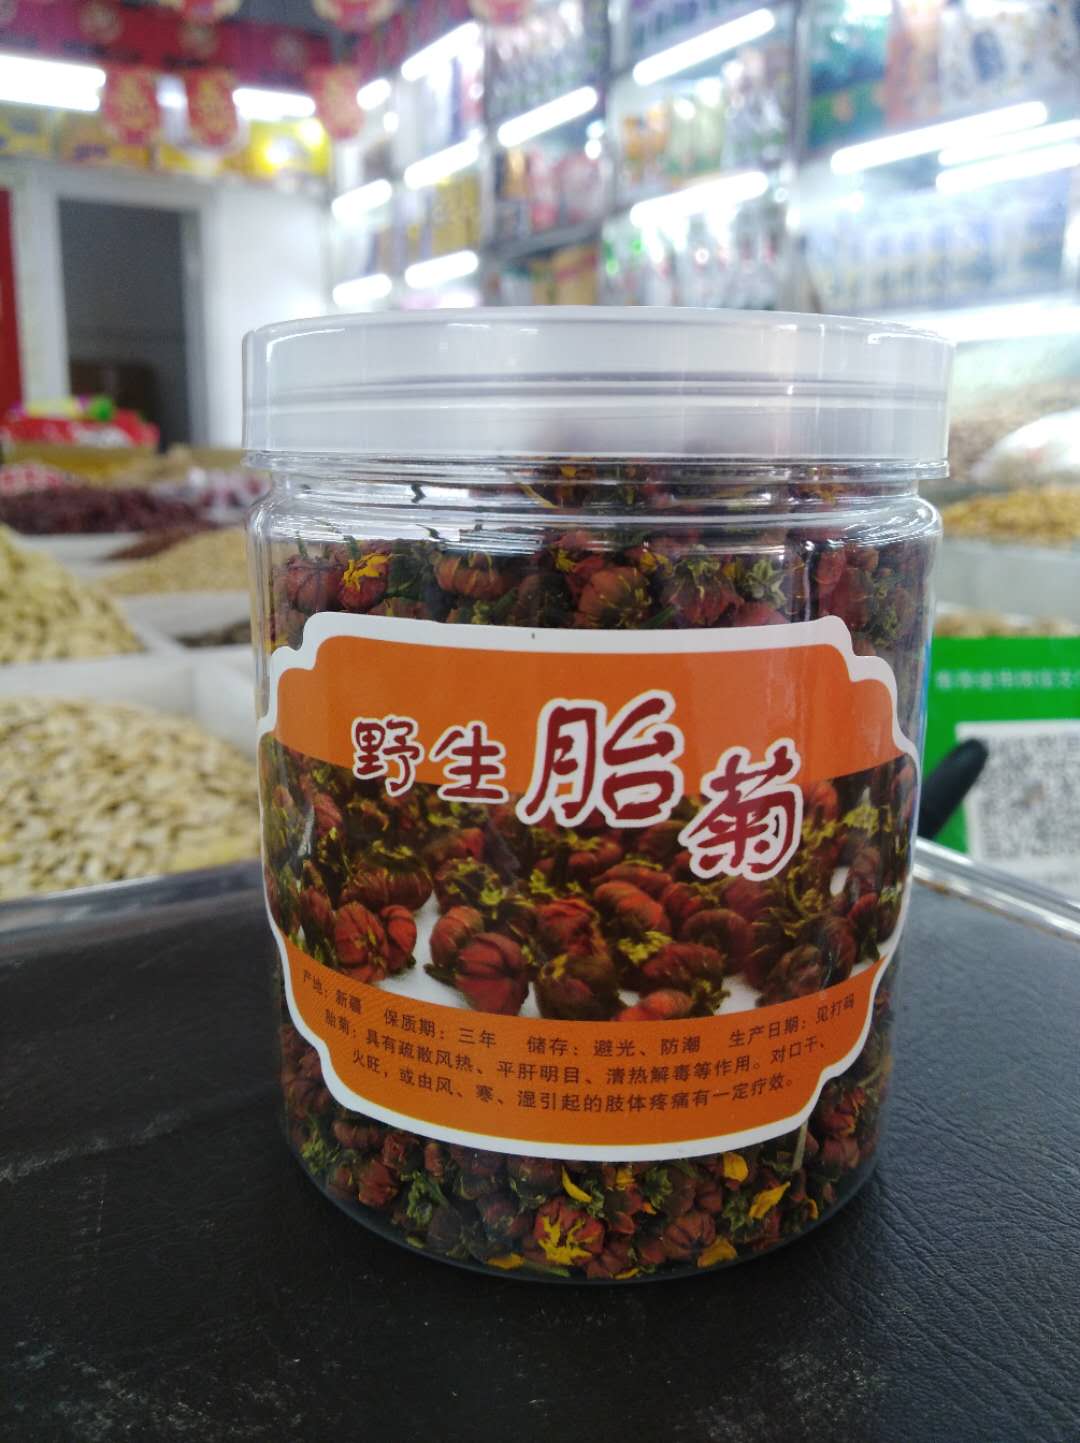 野生胎菊
产地：新疆 保质期：三年 储存：避光、防潮 生产日期：见打码
胎菊：具有疏散风热、平肝明目、清热解毒等作用。对口干、
火旺，或由风、寒、湿引起的肢体疼痛有一定疗效。